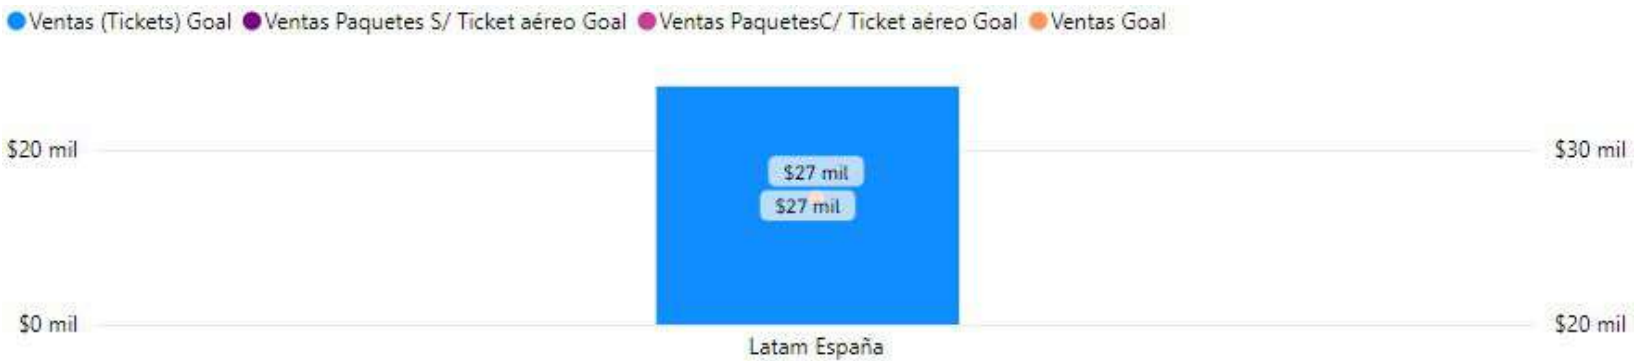 Ventas (Tickets) Goal Ventas Paquetes S/ Ticket aéreo Goal Ventas PaquetesC/ Ticket aéreo Goal Ventas Goal
$20 mil
$30 mil
$27 mil
$27 mil
$0 mil
$20 mil
Latam España